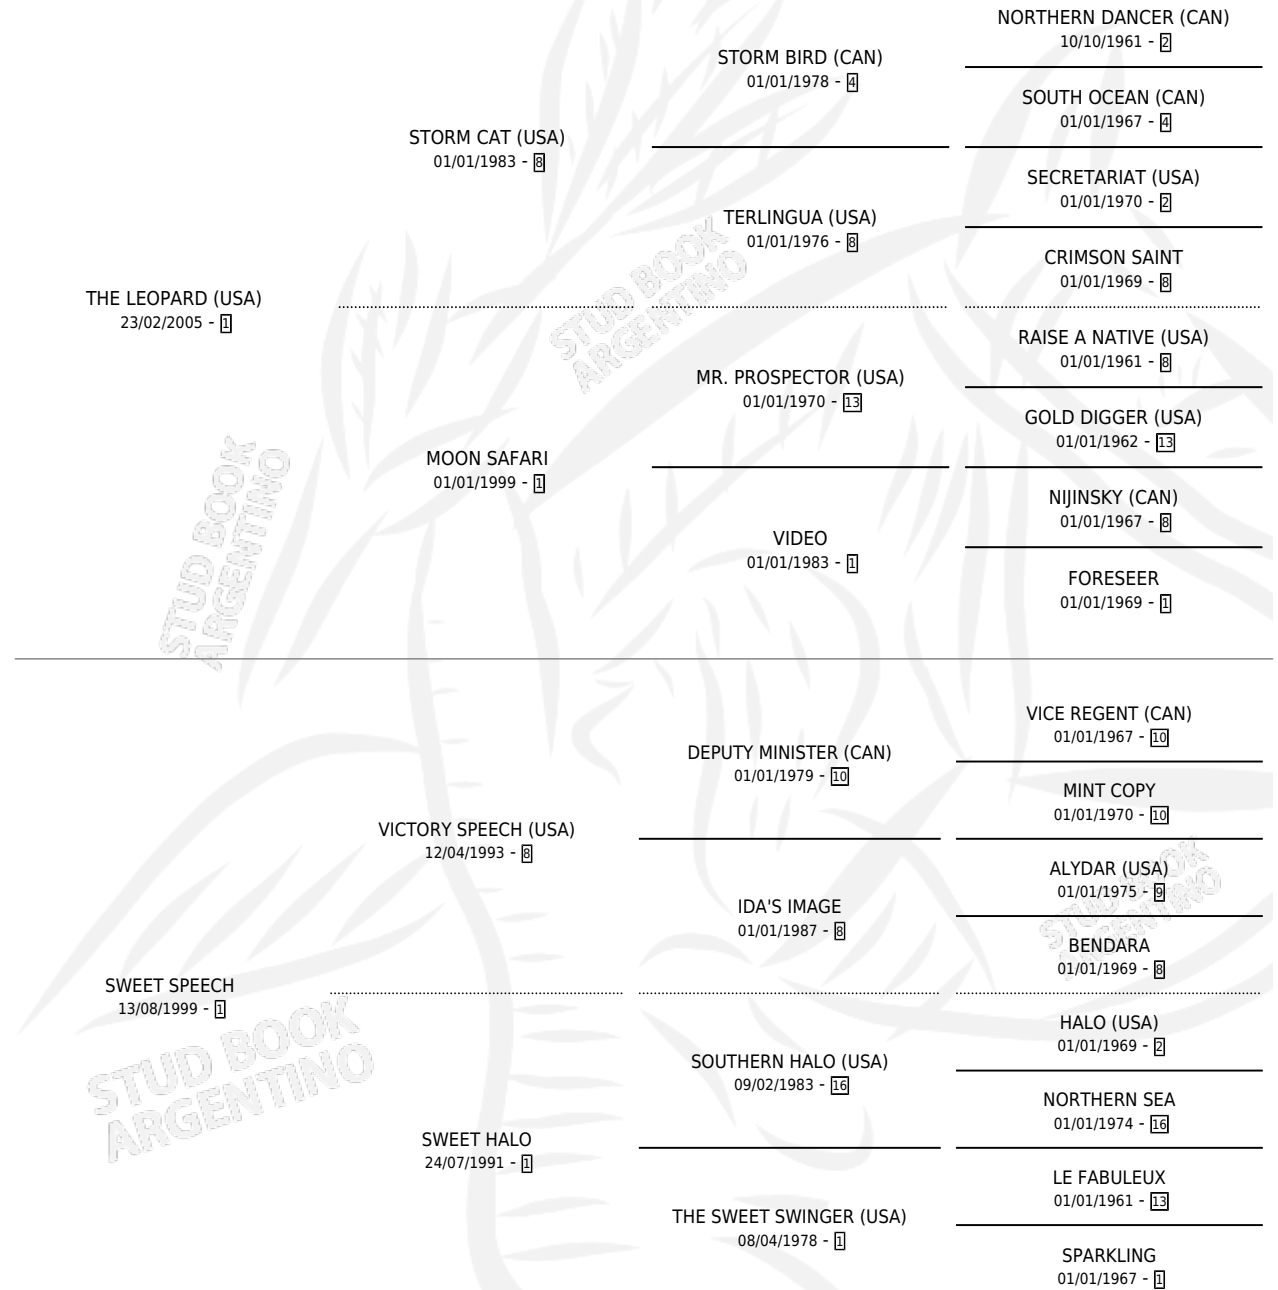 NORTHERN DANCER (CAN)
10/10/1961 - 2
STORM BIRD (CAN)
01/01/1978 - 4
SOUTH OCEAN (CAN)
01/01/1967 - 4
STORM CAT (USA)
01/01/1983 - 8
SECRETARIAT (USA)
01/01/1970 - 2
TERLINGUA (USA)
01/01/1976 - 8
CRIMSON SAINT
01/01/1969 - 8
THE LEOPARD (USA)
23/02/2005 - 1
RAISE A NATIVE (USA)
01/01/1961 - 8
MR. PROSPECTOR (USA)
01/01/1970 - 13
GOLD DIGGER (USA)
01/01/1962 - 13
MOON SAFARI
01/01/1999 - 1
NIJINSKY (CAN)
01/01/1967 - 8
VIDEO
01/01/1983 - 1
FORESEER
01/01/1969 - 1
VICE REGENT (CAN)
01/01/1967 - 10
DEPUTY MINISTER (CAN)
01/01/1979 - 10
MINT COPY
01/01/1970 - 10
VICTORY SPEECH (USA)
12/04/1993 - 8
ALYDAR (USA)
01/01/1975 - 9
IDA'S IMAGE
01/01/1987 - 8
BENDARA
01/01/1969 - 8
SWEET SPEECH
13/08/1999 - 1
HALO (USA)
01/01/1969 - 2
SOUTHERN HALO (USA)
09/02/1983 - 16
NORTHERN SEA
01/01/1974 - 16
SWEET HALO
24/07/1991 - 1
LE FABULEUX
01/01/1961 - 13
THE SWEET SWINGER (USA)
08/04/1978 - 1
SPARKLING
01/01/1967 - 1
STUD BOOK
ARGENTINO
STUD BOOK
ARGENTINO
STUD BOOK
ARGENTINO
STUD BOOK
ARGENTINO